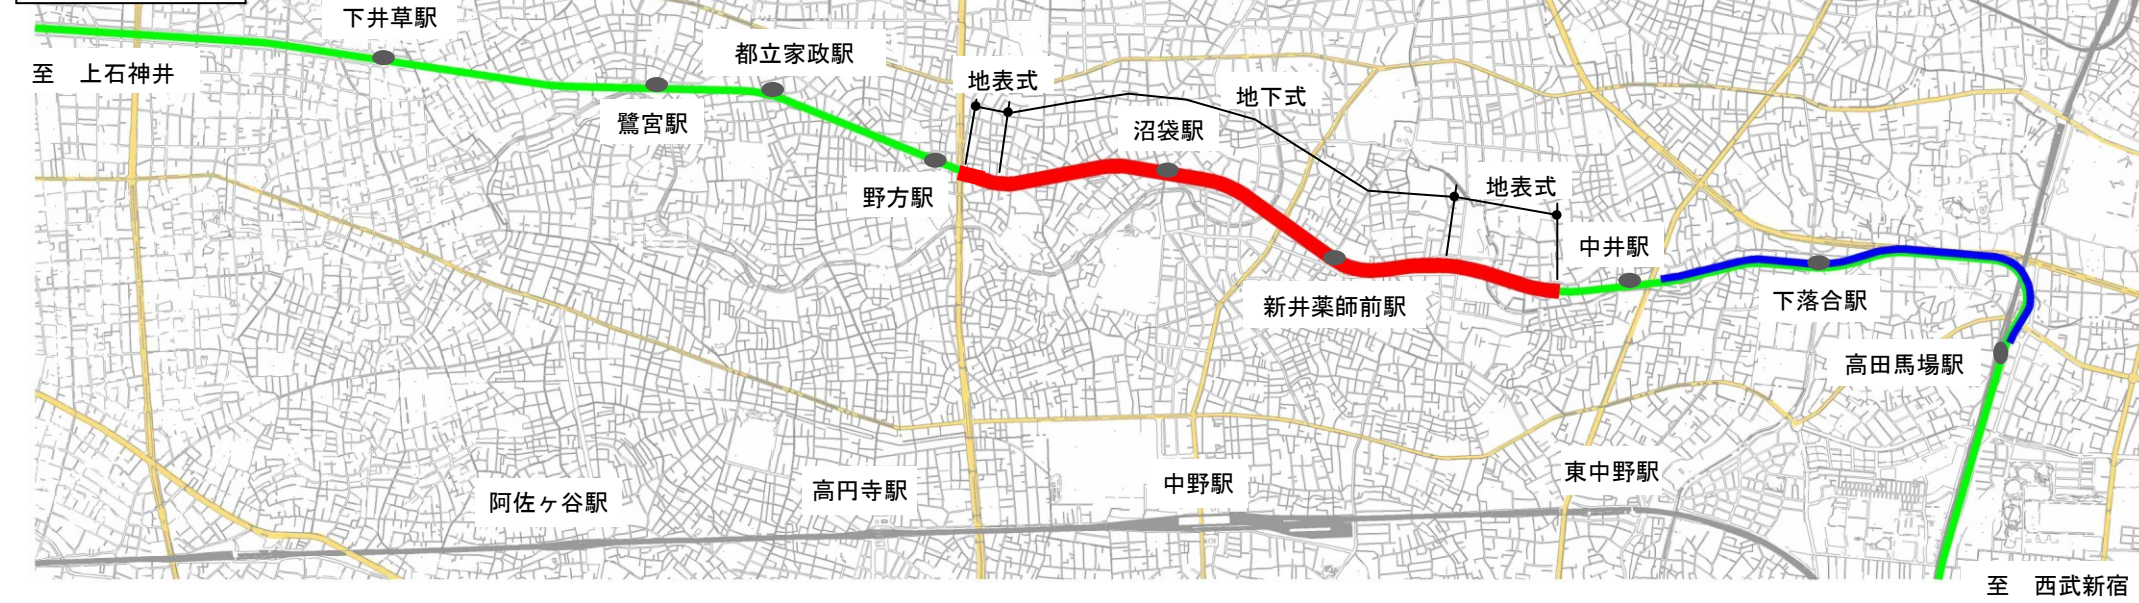 下井草駅
都立家政駅
至　上石神井
地表式
地下式
鷺宮駅
沼袋駅
野方駅
地表式
中井駅
新井薬師前駅
下落合駅
高田馬場駅
東中野駅
中野駅
高円寺駅
阿佐ヶ谷駅
至　西武新宿